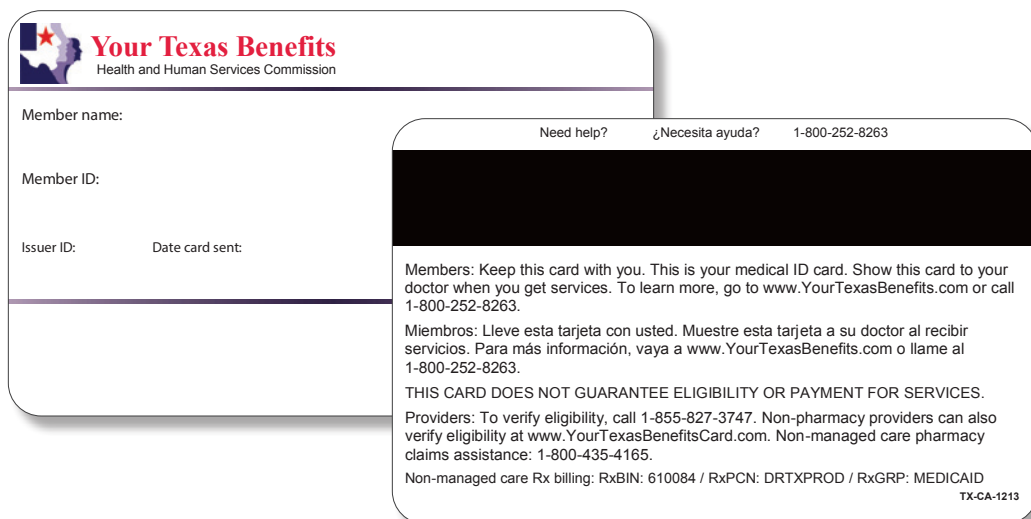 Your Texas Benefits
Health and Human Services Commission
Member name:
Member ID:
Issuer ID: Date card sent:
Need help? ¿Necesita ayuda? 1-800-252-8263
Members: Keep this card with you. This is your medical ID card. Show this card to your
doctor when you get services. To learn more, go to www.YourTexasBenefits.com or call
1-800-252-8263.
Miembros: Lleve esta tarjeta con usted. Muestre esta tarjeta a su doctor al recibir
servicios. Para más información, vaya a www.YourTexasBenefits.com o llame al
1-800-252-8263.
THIS CARD DOES NOT GUARANTEE ELIGIBILITY OR PAYMENT FOR SERVICES.
Providers: To verify eligibility, call 1-855-827-3747. Non-pharmacy providers can also
verify eligibility at www.YourTexasBenefitsCard.com. Non-managed care pharmacy
claims assistance: 1-800-435-4165.
Non-managed care Rx billing: RxBIN: 610084 / RxPCN: DRTXPROD / RxGRP: MEDICAID
TX-CA-1213